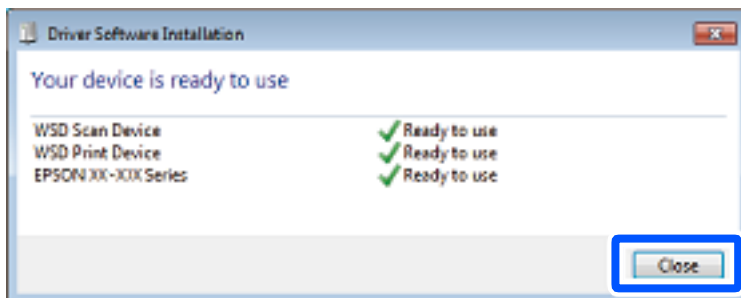 Driver Software Installation
Your device is ready to use
WSD Scan Device Ready to use
WSD Print Device Ready to use
EPSON XX-XXX Series Ready to use
Close